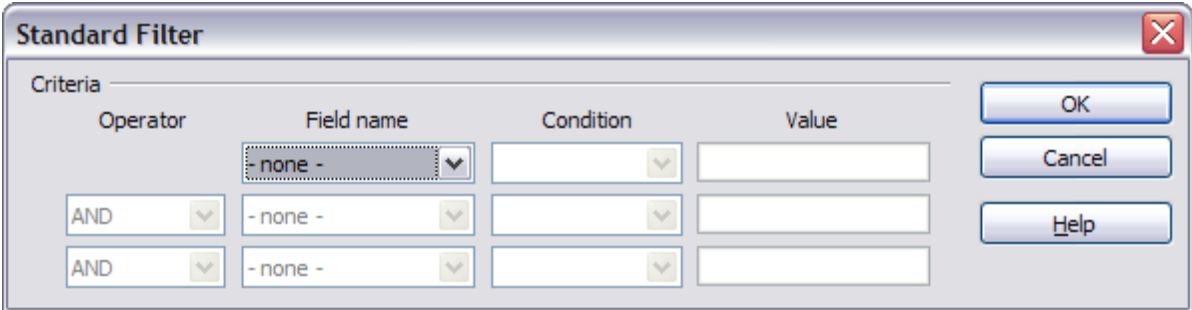 Standard Filter
Criteria
Operator Field name Condition Value
- none -
AND - none -
AND - none -
OK
Cancel
Help